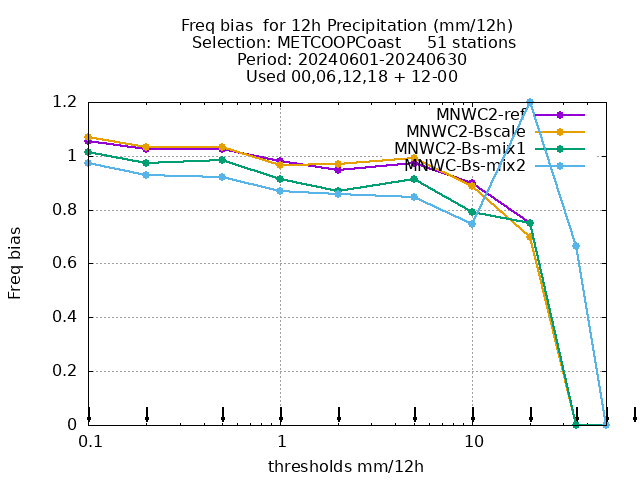 Freq bias  for 12h Precipitation (mm/12h)
Selection: METCOOPCoast     51 stations
Period: 20240601-20240630
Used 00,06,12,18 + 12-00
MNWC2-ref
MNWC2-Bscale
MNWC2-Bs-mix1
MNWC-Bs-mix2
1.2
1
0.8
0.6
0.4
0.2
0
Freq bias
0.1
1
10
thresholds mm/12h